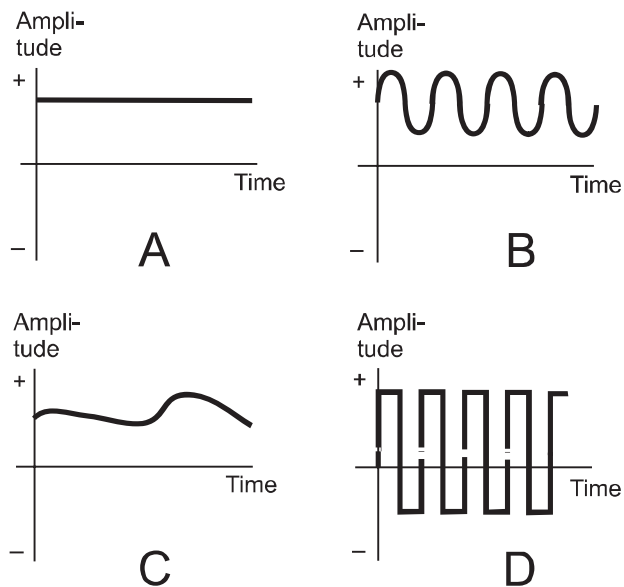 Ampli-
tude
+
Time
–
A
Ampli-
tude
+
Time
–
B
Ampli-
tude
+
Time
–
C
Ampli-
tude
+
Time
–
D